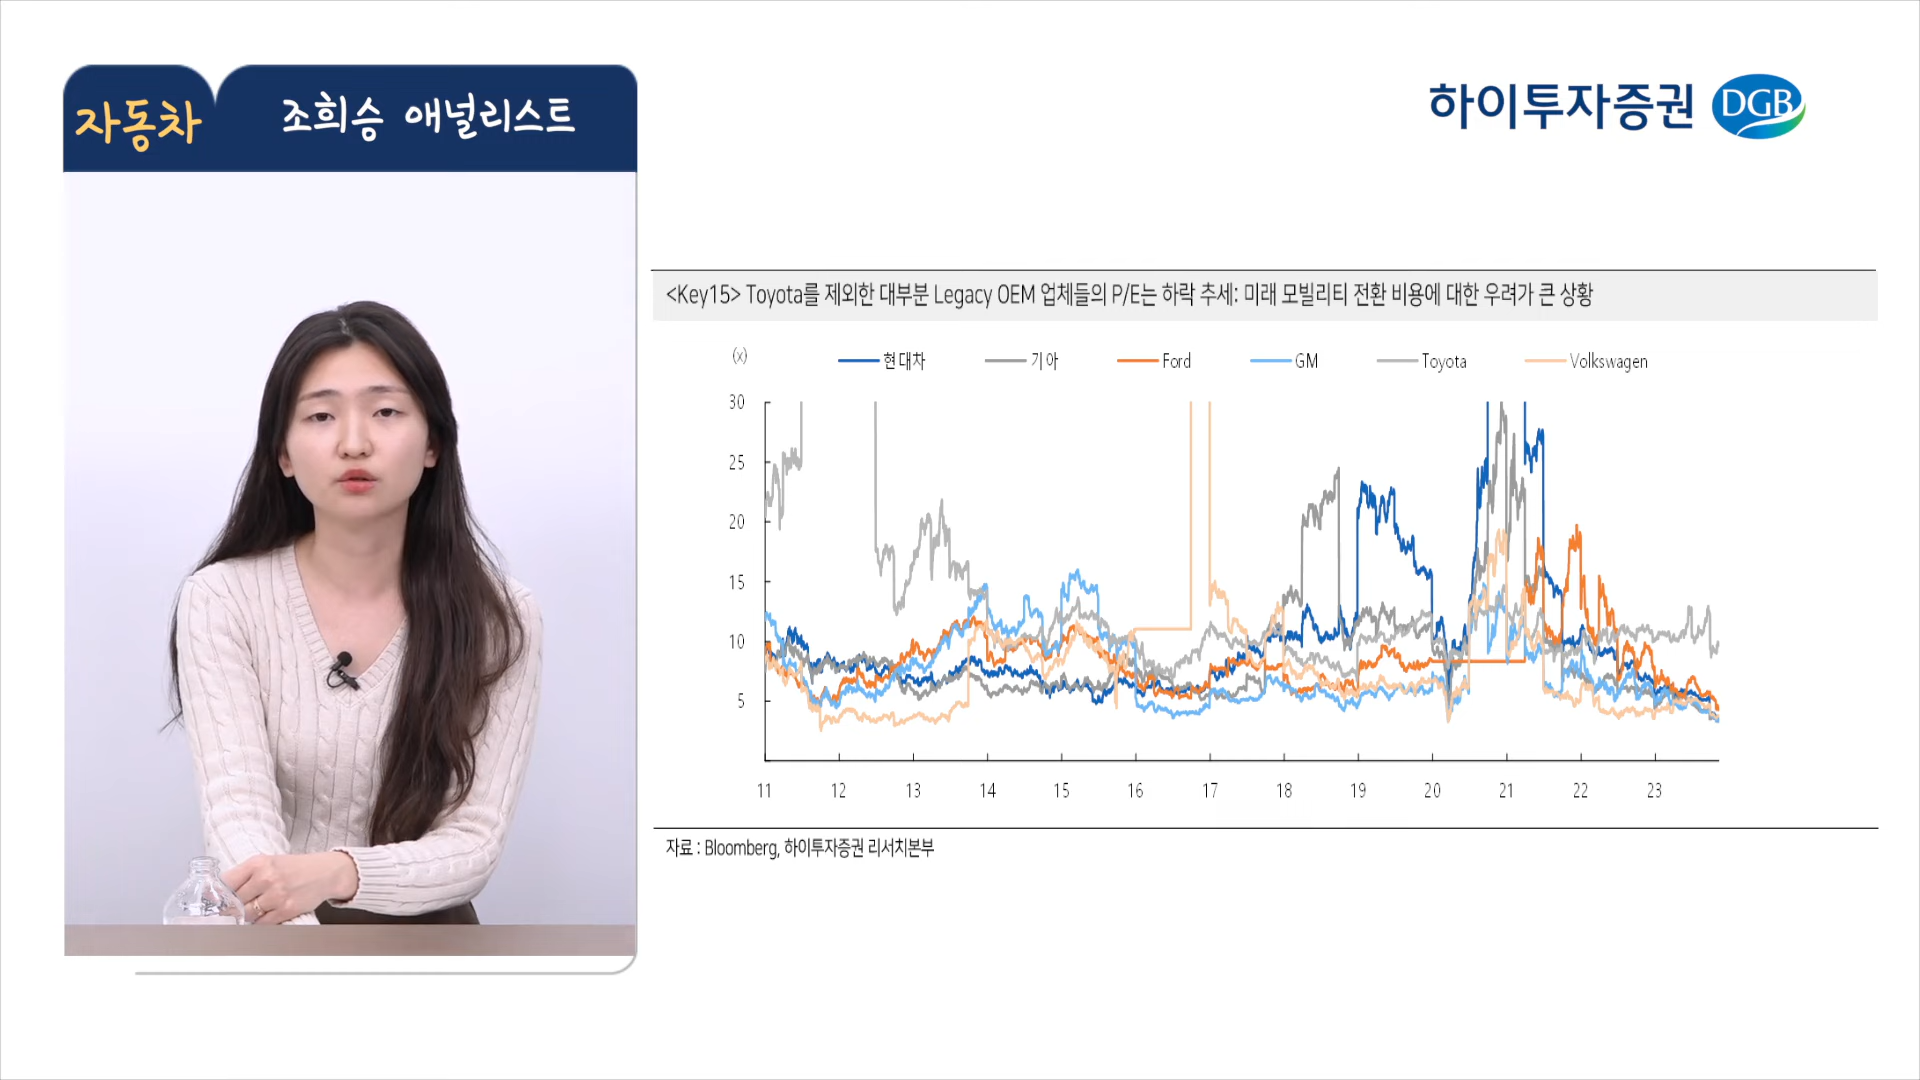 자동차
조희승 애널리스트
하이투자증권 DGB
<Key15> Toyota를 제외한 대부분 Legacy OEM 업체들의 P/E는 하락 추세: 미래 모빌리티 전환 비용에 대한 우려가 큰 상황
(x)
현대차 기아 Ford GM Toyota Volkswagen
30
25
20
15
10
5
11 12 13 14 15 16 17 18 19 20 21 22 23
자료 : Bloomberg, 하이투자증권 리서치본부